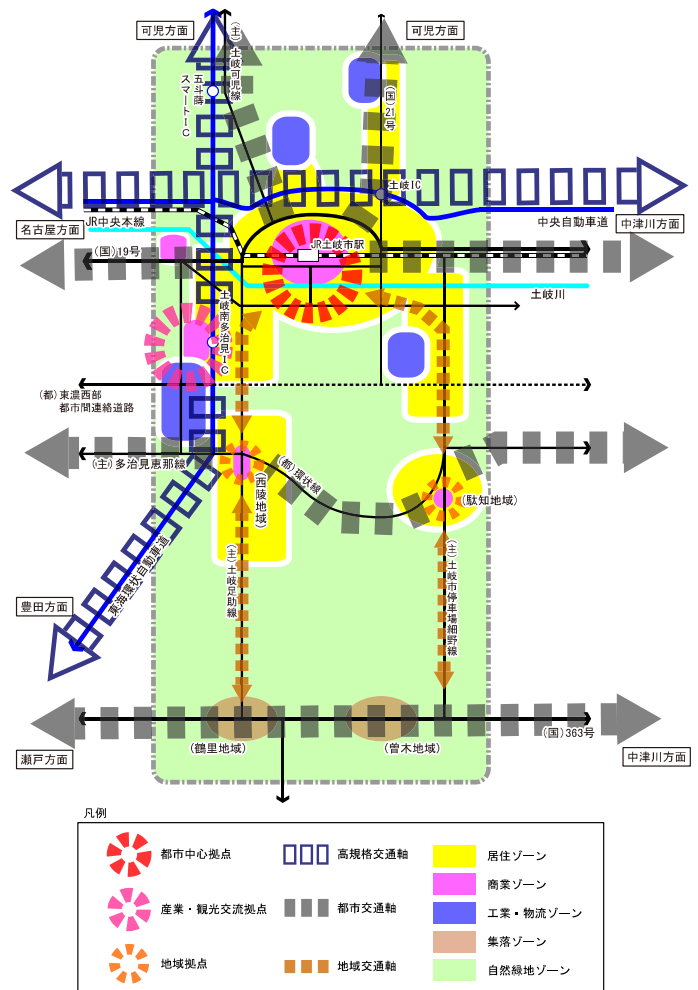 可児方面
可児方面
(主)土岐可児線
五斗蒔
スマートIC
(国)21号
土岐IC
名古屋方面
JR中央本線
中央自動車道
中津川方面
JR土岐市駅
(国)19号
土岐川
土岐南多治見IC
(都)東濃西部
都市間連絡道路
(主)多治見恵那線
(都)環状線
(西陵地域)
(駄知地域)
東海環状自動車道
(主)土岐足助線
(主)土岐市停車場細野線
豊田方面
(鶴里地域)
(曽木地域)
(国)363号
瀬戸方面
中津川方面
凡例
都市中心拠点
高規格交通軸
居住ゾーン
商業ゾーン
産業・観光交流拠点
都市交通軸
工業・物流ゾーン
集落ゾーン
地域拠点
地域交通軸
自然緑地ゾーン